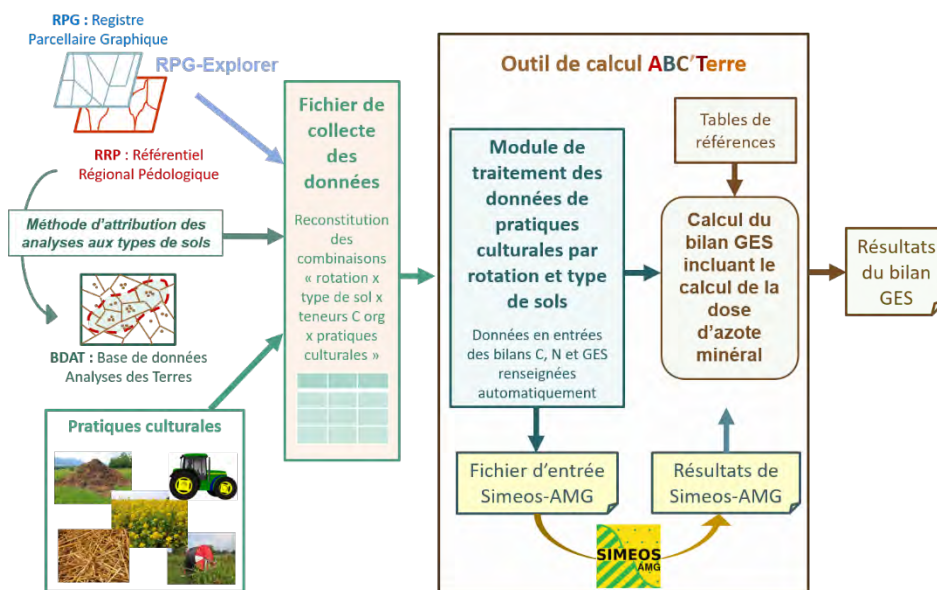 RPG : Registre
Parcellaire Graphique
RPG-Explorer
RRP : Référentiel
Régional Pédologique
Méthode d'attribution des
analyses aux types de sols
BDAT : Base de données
Analyses des Terres
Pratiques culturales
Fichier de
collecte
des
données
Reconstitution
des
combinaisons
« rotation x
type de sol x
teneurs C org
x pratiques
culturales »
Outil de calcul ABC'Terre
Module de
traitement des
données de
pratiques
culturales par
rotation et type
de sols
Données en entrées
des bilans C, N et GES
renseignées
automatiquement
Tables de
références
Calcul du
bilan GES
incluant le
calcul de la
dose
d'azote
minéral
Résultats
du bilan
GES
Fichier d'entrée
Simeos-AMG
Résultats de
Simeos-AMG
SIMEOS
AMG